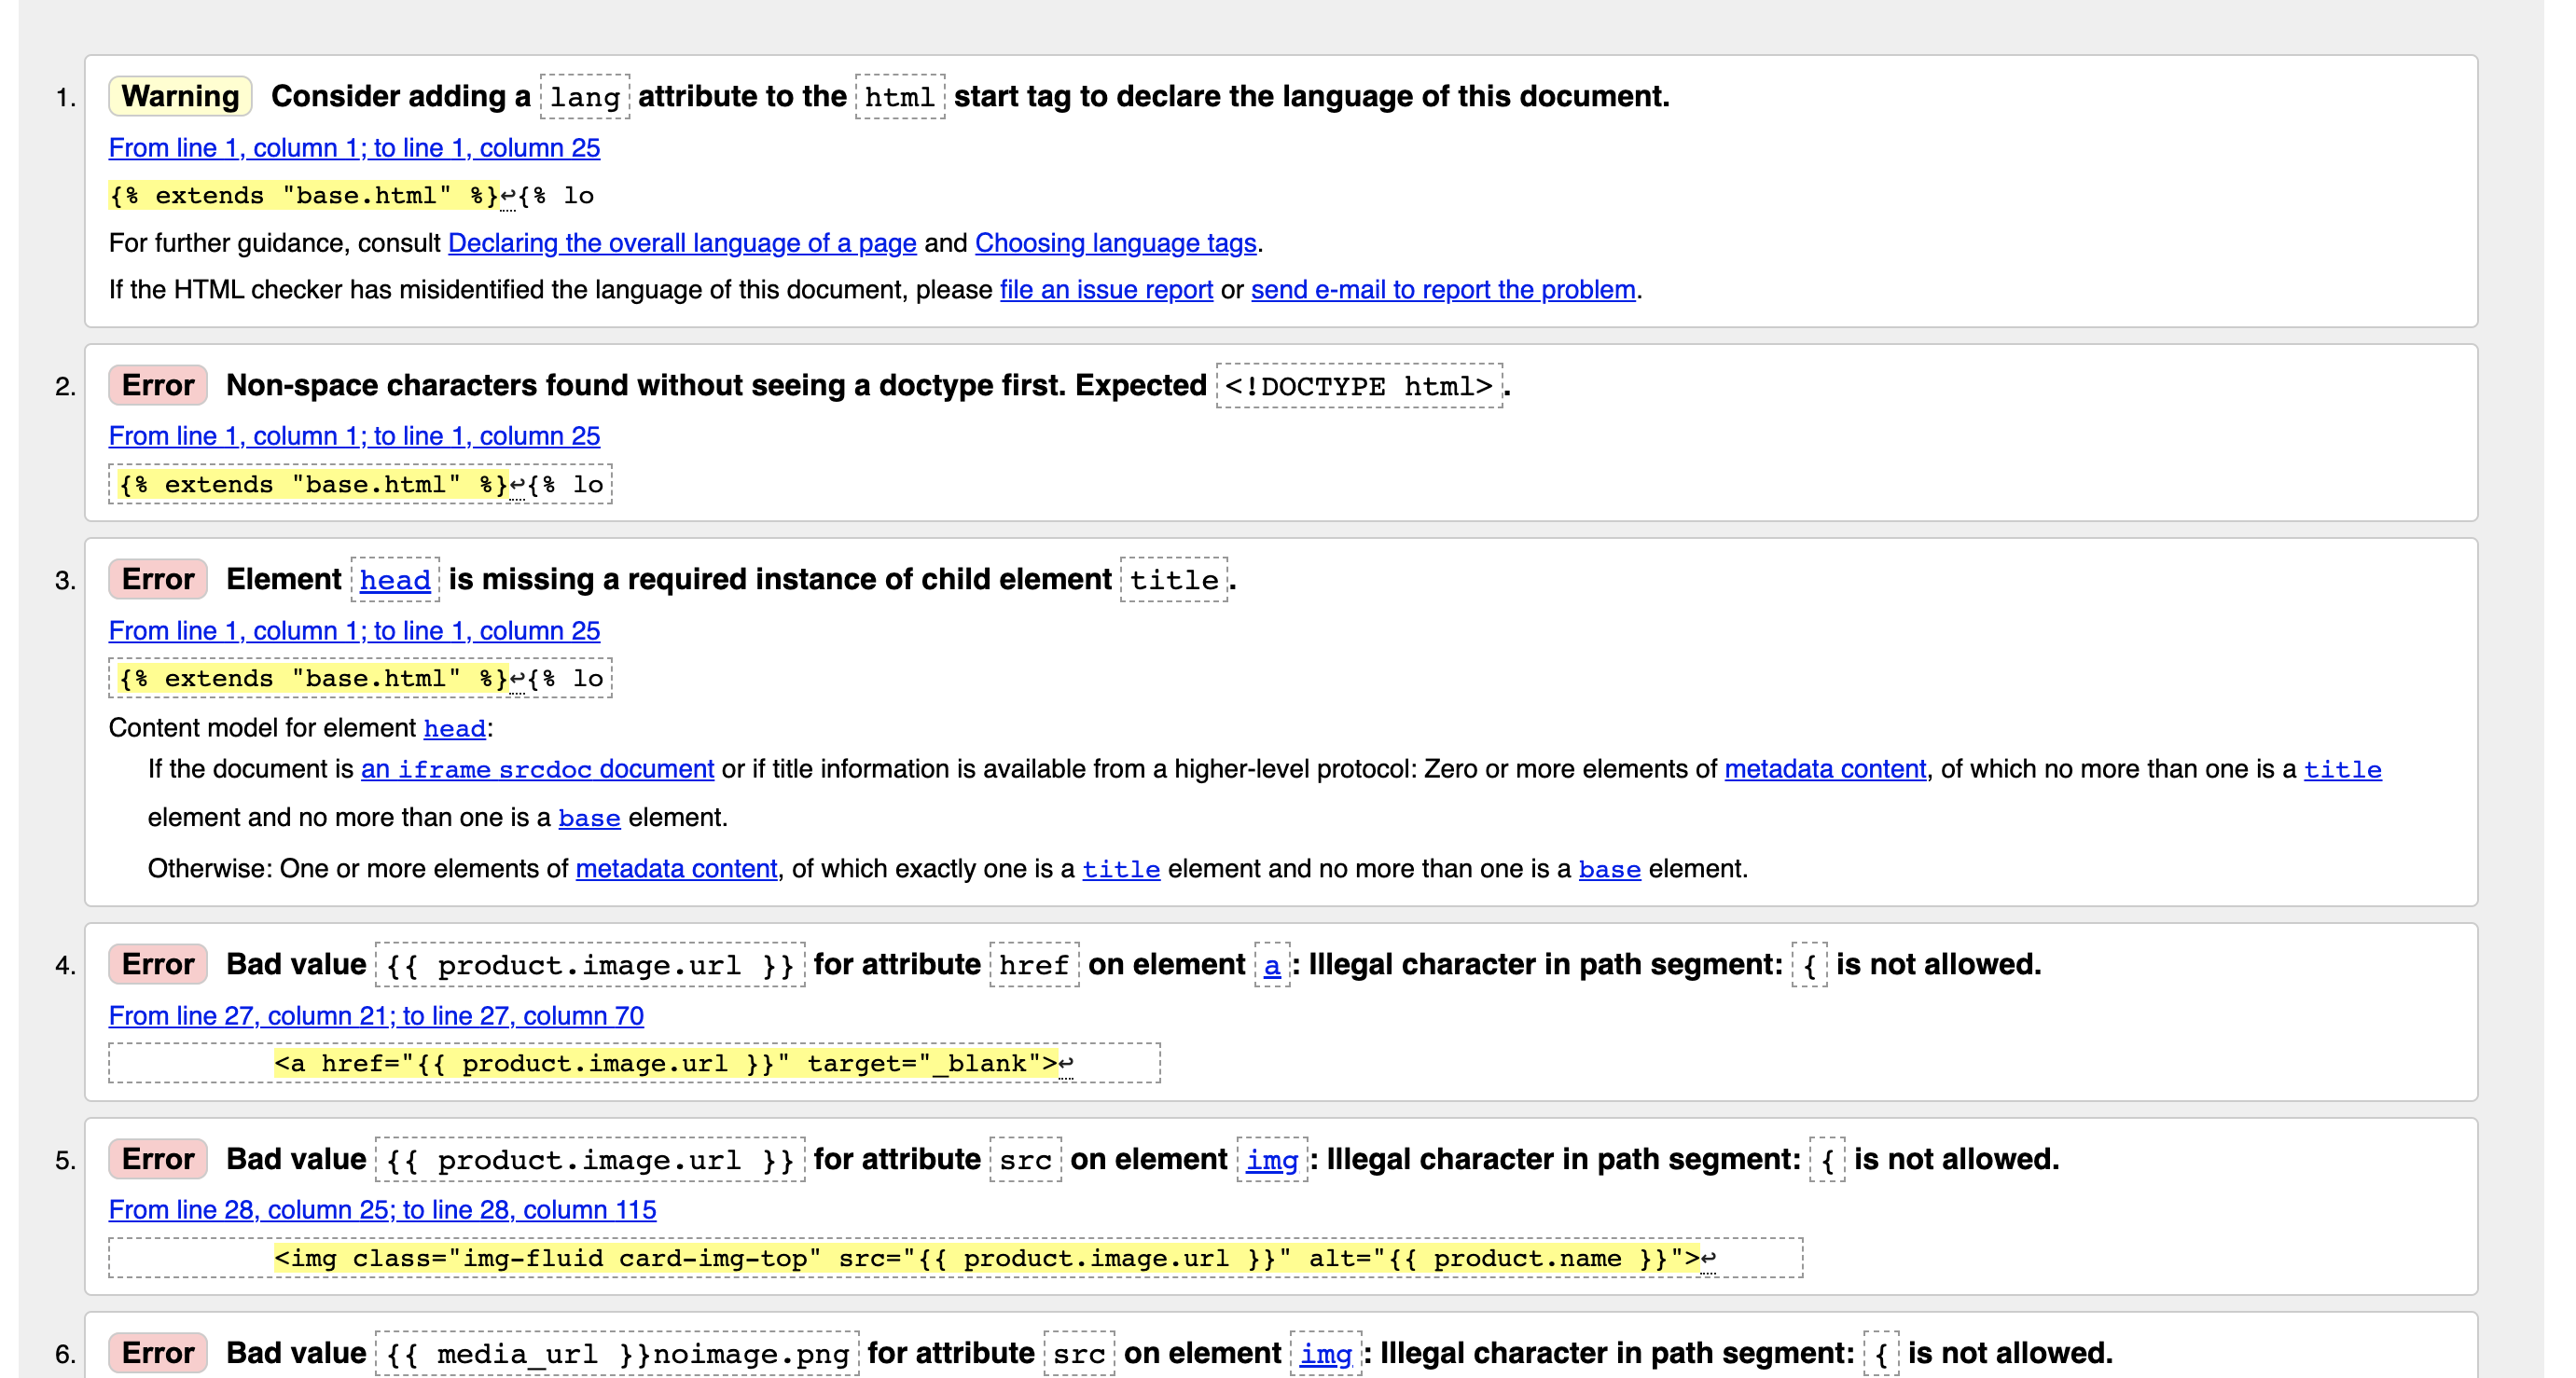 1. Warning Consider adding a lang attribute to the html start tag to declare the language of this document.
From line 1, column 1; to line 1, column 25
{% extends "base.html" %}↩{% lo
For further guidance, consult Declaring the overall language of a page and Choosing language tags.
If the HTML checker has misidentified the language of this document, please file an issue report or send e-mail to report the problem.
2. Error Non-space characters found without seeing a doctype first. Expected <!DOCTYPE html>.
From line 1, column 1; to line 1, column 25
{% extends "base.html" %}↩{% lo
3. Error Element head is missing a required instance of child element title.
From line 1, column 1; to line 1, column 25
{% extends "base.html" %}↩{% lo
Content model for element head:
If the document is an iframe srcdoc document or if title information is available from a higher-level protocol: Zero or more elements of metadata content, of which no more than one is a title
element and no more than one is a base element.
Otherwise: One or more elements of metadata content, of which exactly one is a title element and no more than one is a base element.
4. Error Bad value {{ product.image.url }} for attribute href on element a: Illegal character in path segment: { is not allowed.
From line 27, column 21; to line 27, column 70
<a href="{{ product.image.url }}" target="_blank">↩
5. Error Bad value {{ product.image.url }} for attribute src on element img: Illegal character in path segment: { is not allowed.
From line 28, column 25; to line 28, column 115
<img class="img-fluid card-img-top" src="{{ product.image.url }}" alt="{{ product.name }}">↩
6. Error Bad value {{ media_url }}noimage.png for attribute src on element img: Illegal character in path segment: { is not allowed.